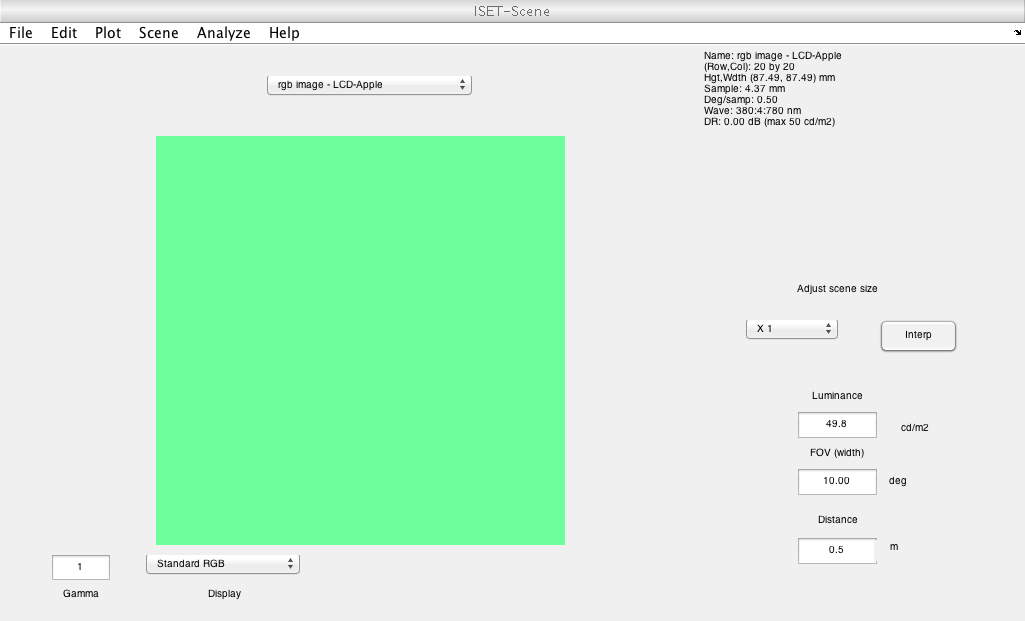 ISET-Scene
File Edit Plot Scene Analyze Help
rgb image - LCD-Apple
Name: rgb image - LCD-Apple
(Row,Col): 20 by 20
Hgt,Wdth (87.49, 87.49) mm
Sample: 4.37 mm
Deg/samp: 0.50
Wave: 380:4:780 nm
DR: 0.00 dB (max 50 cd/m2)
Adjust scene size
X 1
Interp
Luminance
49.8 cd/m2
FOV (width)
10.00 deg
Distance
0.5 m
1
Gamma
Standard RGB
Display